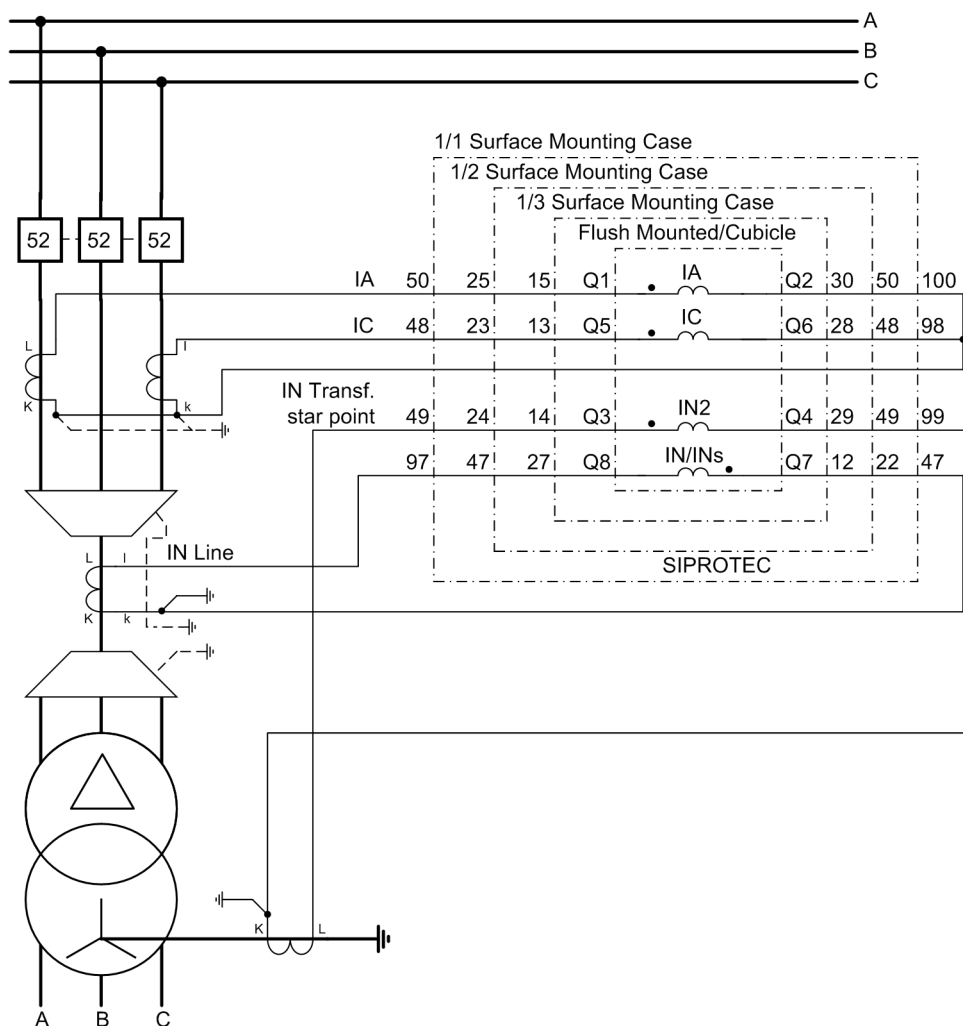 A
B
C
1/1 Surface Mounting Case
1/2 Surface Mounting Case
1/3 Surface Mounting Case
Flush Mounted/Cubicle
52 52 52
IA 50 25 15 Q1 IA Q2 30 50 100
IC 48 23 13 Q5 IC Q6 28 48 98
L l
K k
IN Transf.
star point 49 24 14 Q3 IN2 Q4 29 49 99
97 47 27 Q8 IN/INs Q7 12 22 47
IN Line
L l
SIPROTEC
K k
K L
A B C